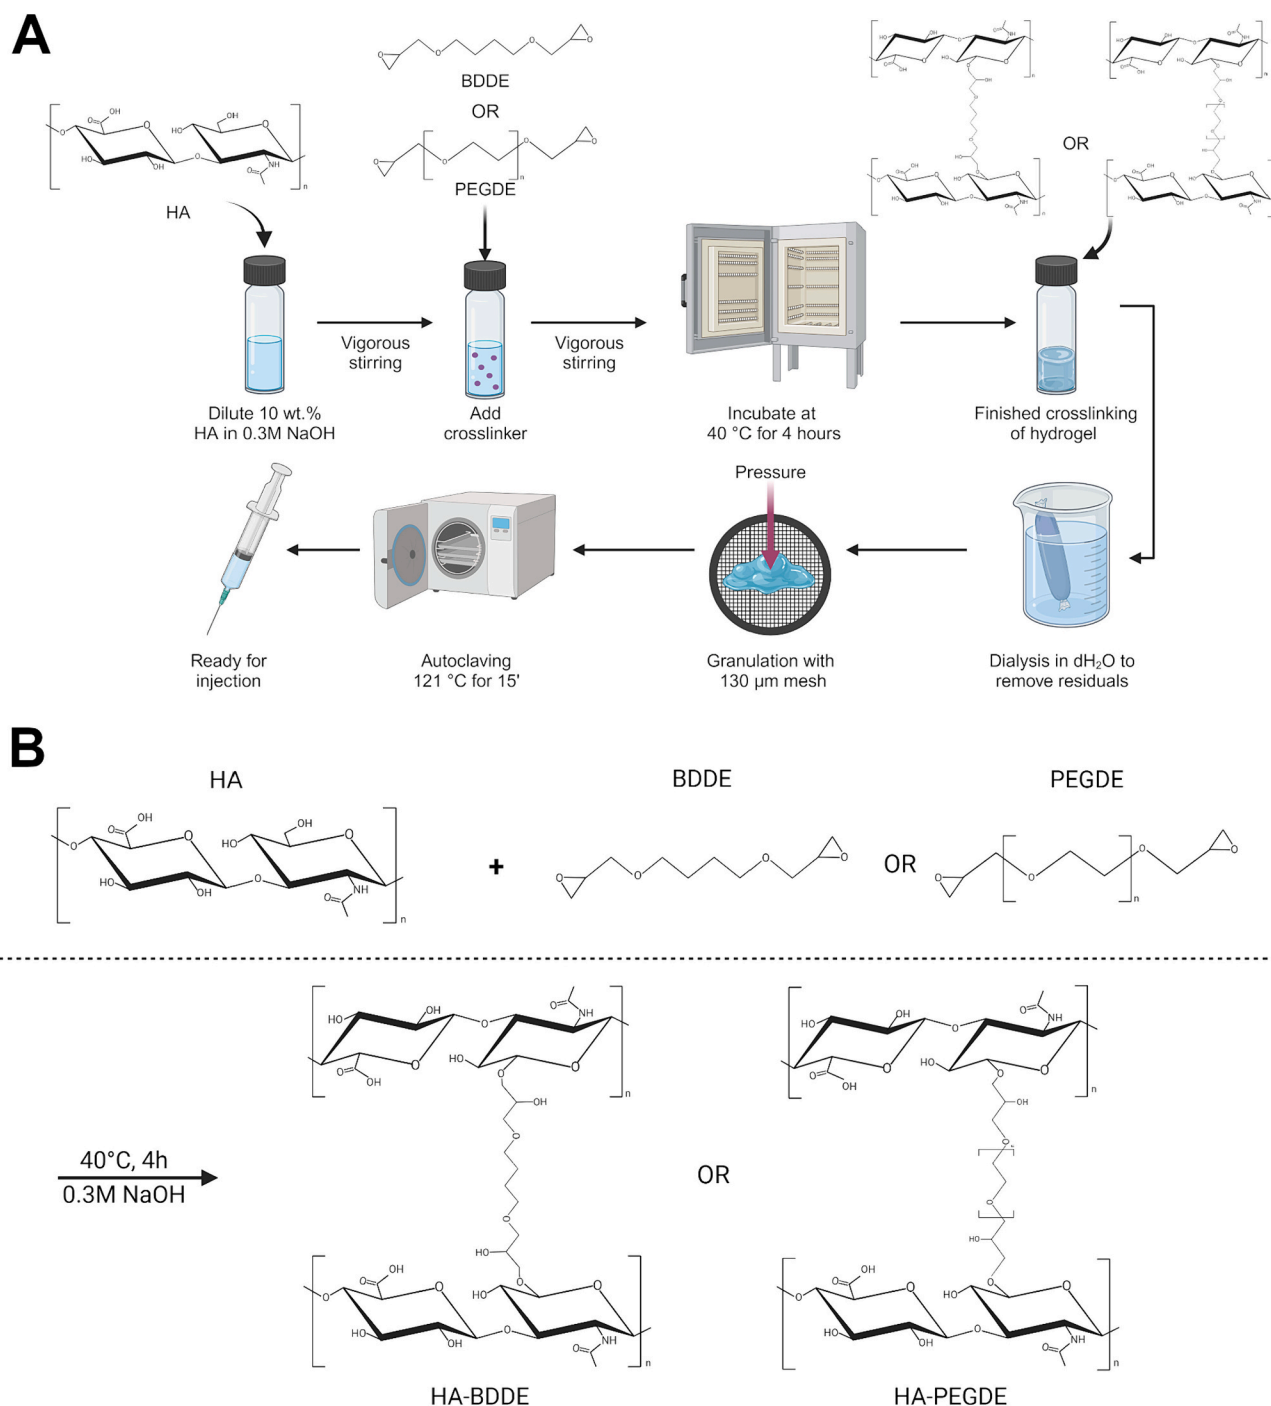 A
BDDE
OR
PEGDE
HA
OR
Vigorous
stirring
Vigorous
stirring
Dilute 10 wt.%
HA in 0.3M NaOH
Add
crosslinker
Incubate at
40 °C for 4 hours
Finished crosslinking
of hydrogel
Pressure
Ready for
injection
Autoclaving
121 °C for 15'
Granulation with
130 µm mesh
Dialysis in dH₂O to
remove residuals
B
HA
BDDE
PEGDE
+
OR
40°C, 4h
0.3M NaOH
OR
HA-BDDE
HA-PEGDE